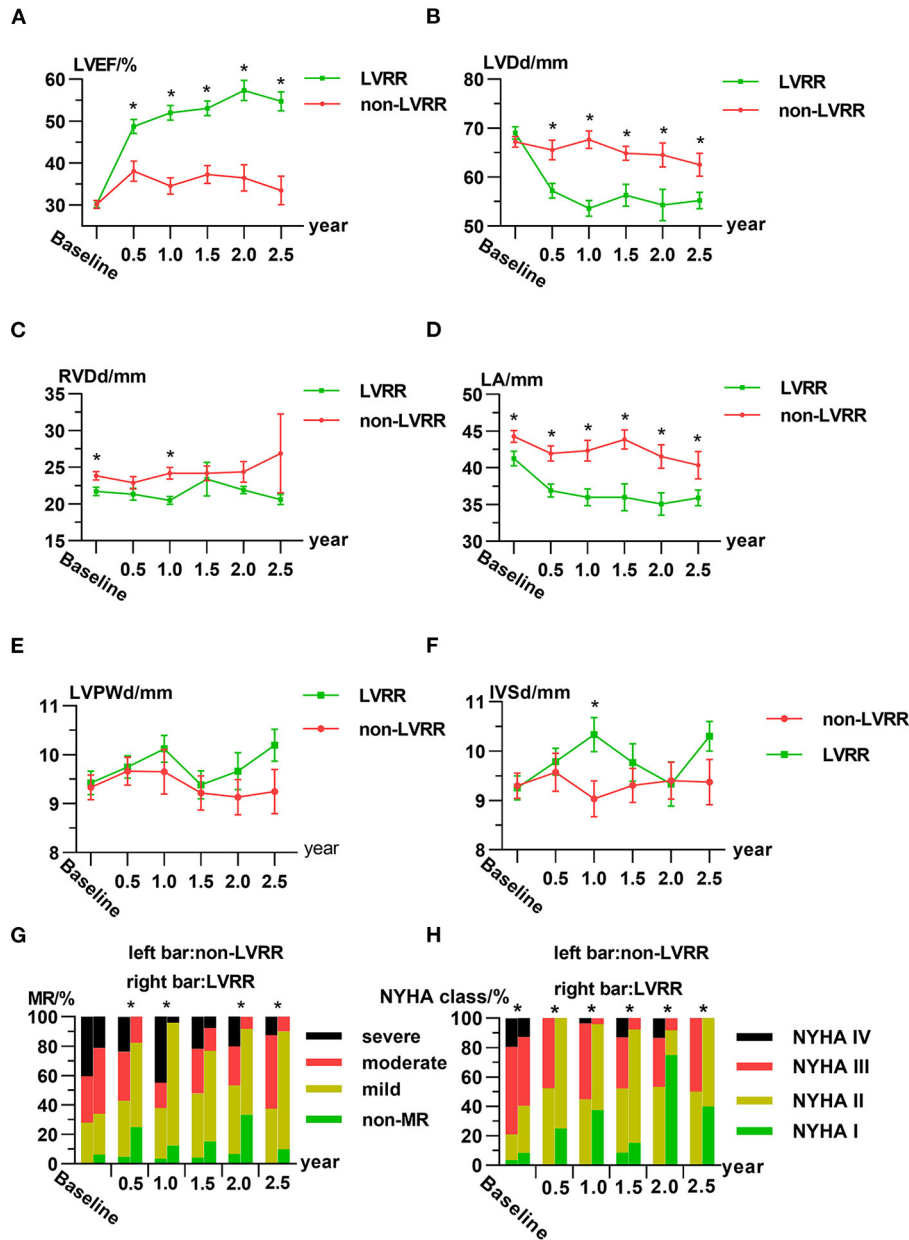 A
LVEF/%
60
50
40
30
* * * * *
LVRR
non-LVRR
year
Baseline 0.5 1.0 1.5 2.0 2.5
B
LVDd/mm
80
70
60
50
* * * * *
LVRR
non-LVRR
year
Baseline 0.5 1.0 1.5 2.0 2.5
C
RVDd/mm
35
30
25
20
15
* *
LVRR
non-LVRR
year
Baseline 0.5 1.0 1.5 2.0 2.5
D
LA/mm
50
45
40
35
30
* * * * * *
LVRR
non-LVRR
year
Baseline 0.5 1.0 1.5 2.0 2.5
E
LVPWd/mm
11
10
9
8
LVRR
non-LVRR
year
Baseline 0.5 1.0 1.5 2.0 2.5
F
IVSd/mm
11
10
9
8
*
non-LVRR
LVRR
year
Baseline 0.5 1.0 1.5 2.0 2.5
G
left bar:non-LVRR
right bar:LVRR
MR/%
* * * *
100
80
60
40
20
0
severe
moderate
mild
non-MR
year
Baseline 0.5 1.0 1.5 2.0 2.5
H
left bar:non-LVRR
right bar:LVRR
NYHA class/%
* * * * * *
100
80
60
40
20
0
NYHA IV
NYHA III
NYHA II
NYHA I
year
Baseline 0.5 1.0 1.5 2.0 2.5